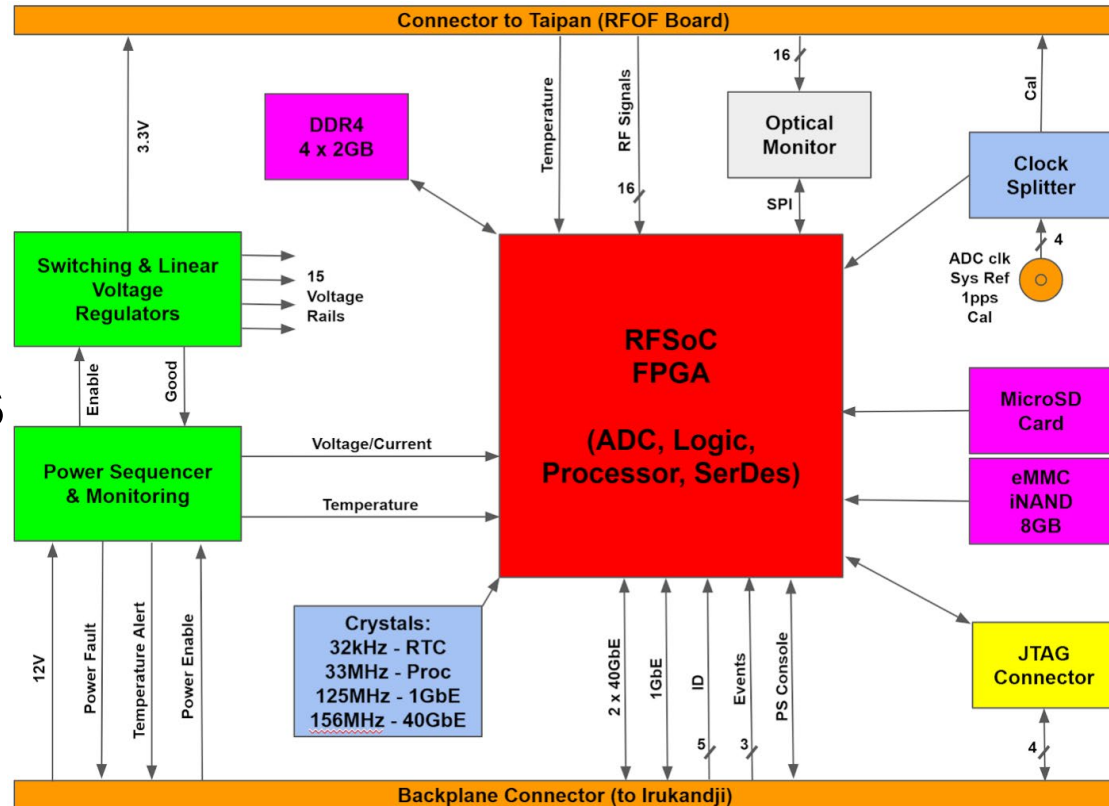 Connector to Taipan (RFOF Board)
3.3V
DDR4
4 x 2GB
Temperature
RF Signals
16
16
Optical
Monitor
SPI
Cal
Clock
Splitter
4
ADC clk
Sys Ref
1pps
Cal
Switching & Linear
Voltage
Regulators
15
Voltage
Rails
Enable
Good
RFSoC
FPGA
(ADC, Logic,
Processor, SerDes)
MicroSD
Card
eMMC
iNAND
8GB
Power Sequencer
& Monitoring
Voltage/Current
Temperature
12V
Power Fault
Temperature Alert
Power Enable
Crystals:
32kHz - RTC
33MHz - Proc
125MHz - 1GbE
156MHz - 40GbE
2 x 40GbE
1GbE
ID
5
Events
3
PS Console
JTAG
Connector
4
Backplane Connector (to Irukandji)